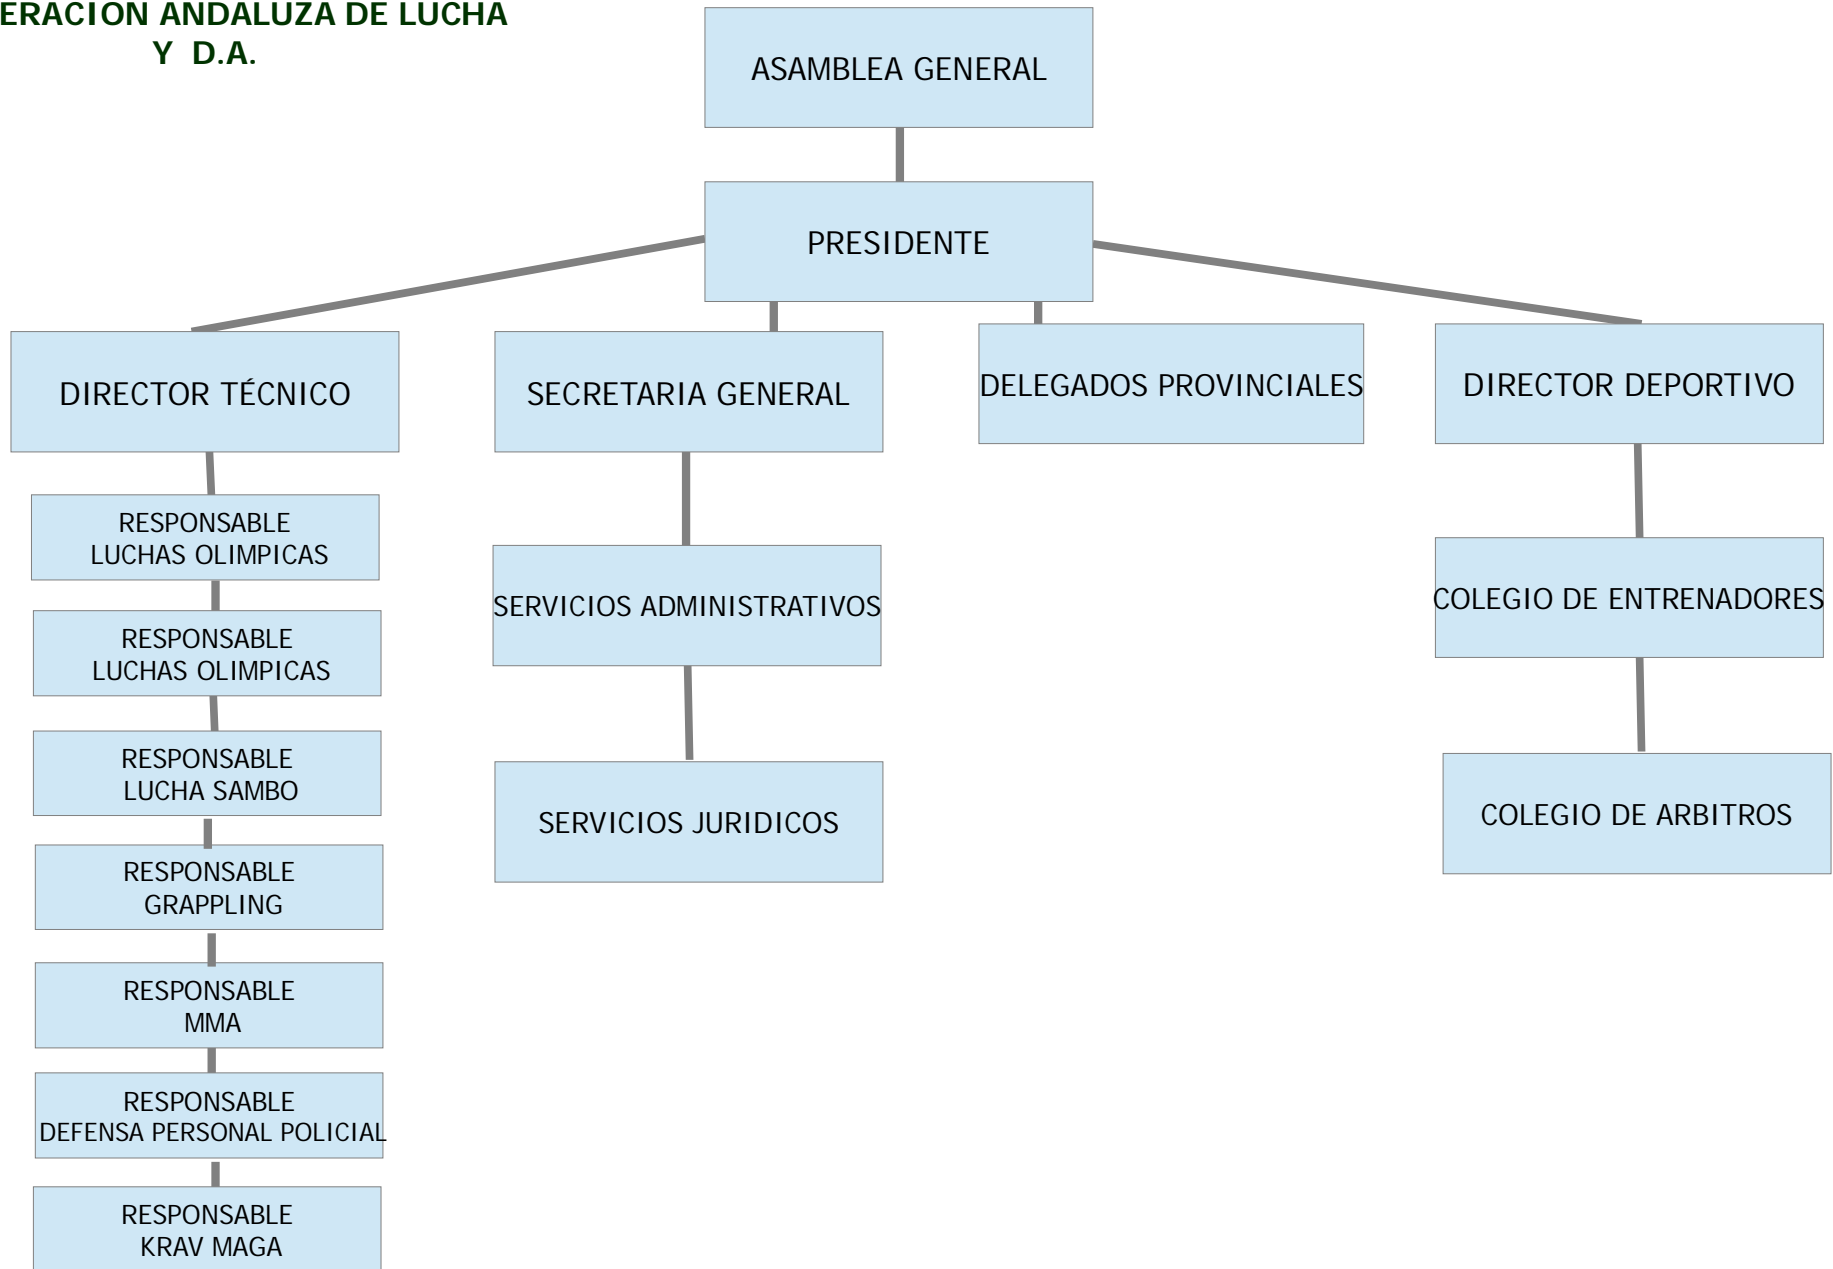 ERACION ANDALUZA DE LUCHA
Y D.A.
ASAMBLEA GENERAL
PRESIDENTE
DIRECTOR TÉCNICO
SECRETARIA GENERAL
DELEGADOS PROVINCIALES
DIRECTOR DEPORTIVO
RESPONSABLE
LUCHAS OLIMPICAS
RESPONSABLE
LUCHAS OLIMPICAS
RESPONSABLE
LUCHA SAMBO
RESPONSABLE
GRAPPLING
RESPONSABLE
MMA
RESPONSABLE
DEFENSA PERSONAL POLICIAL
RESPONSABLE
KRAV MAGA
SERVICIOS ADMINISTRATIVOS
SERVICIOS JURIDICOS
COLEGIO DE ENTRENADORES
COLEGIO DE ARBITROS